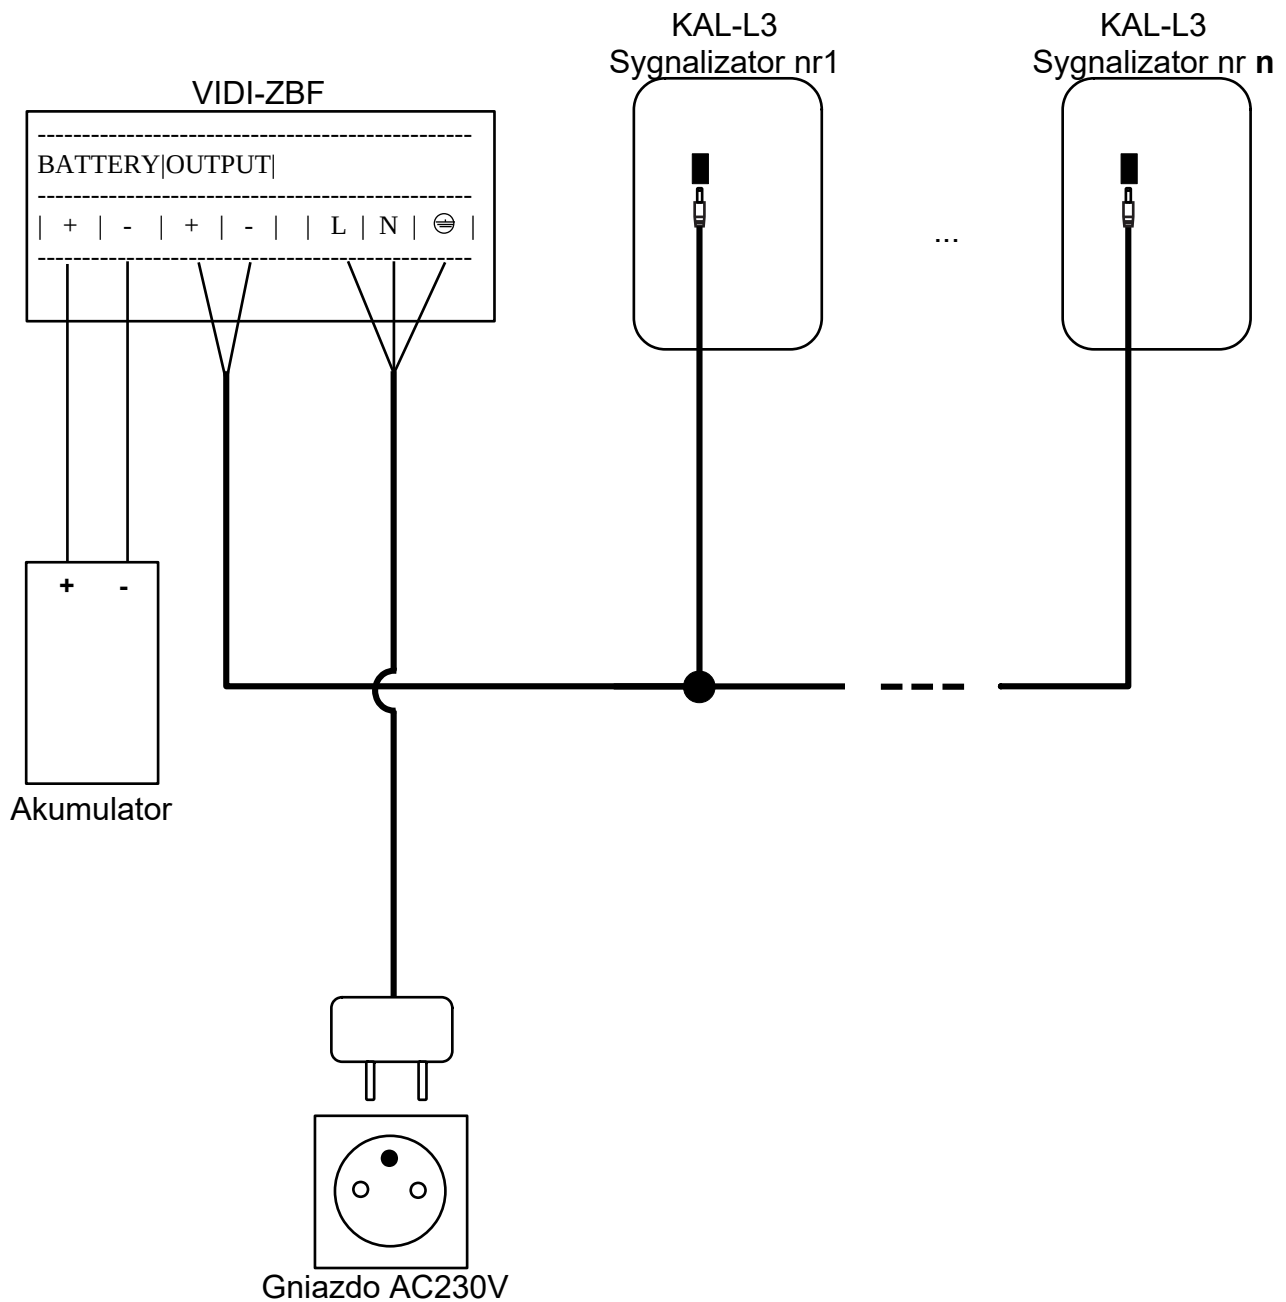 KAL-L3
Sygnalizator nr1
KAL-L3
Sygnalizator nr n
VIDI-ZBF
BATTERY|OUTPUT|
| + | - | + | - | | L | N | ⏚ |
...
+ -
Akumulator
Gniazdo AC230V